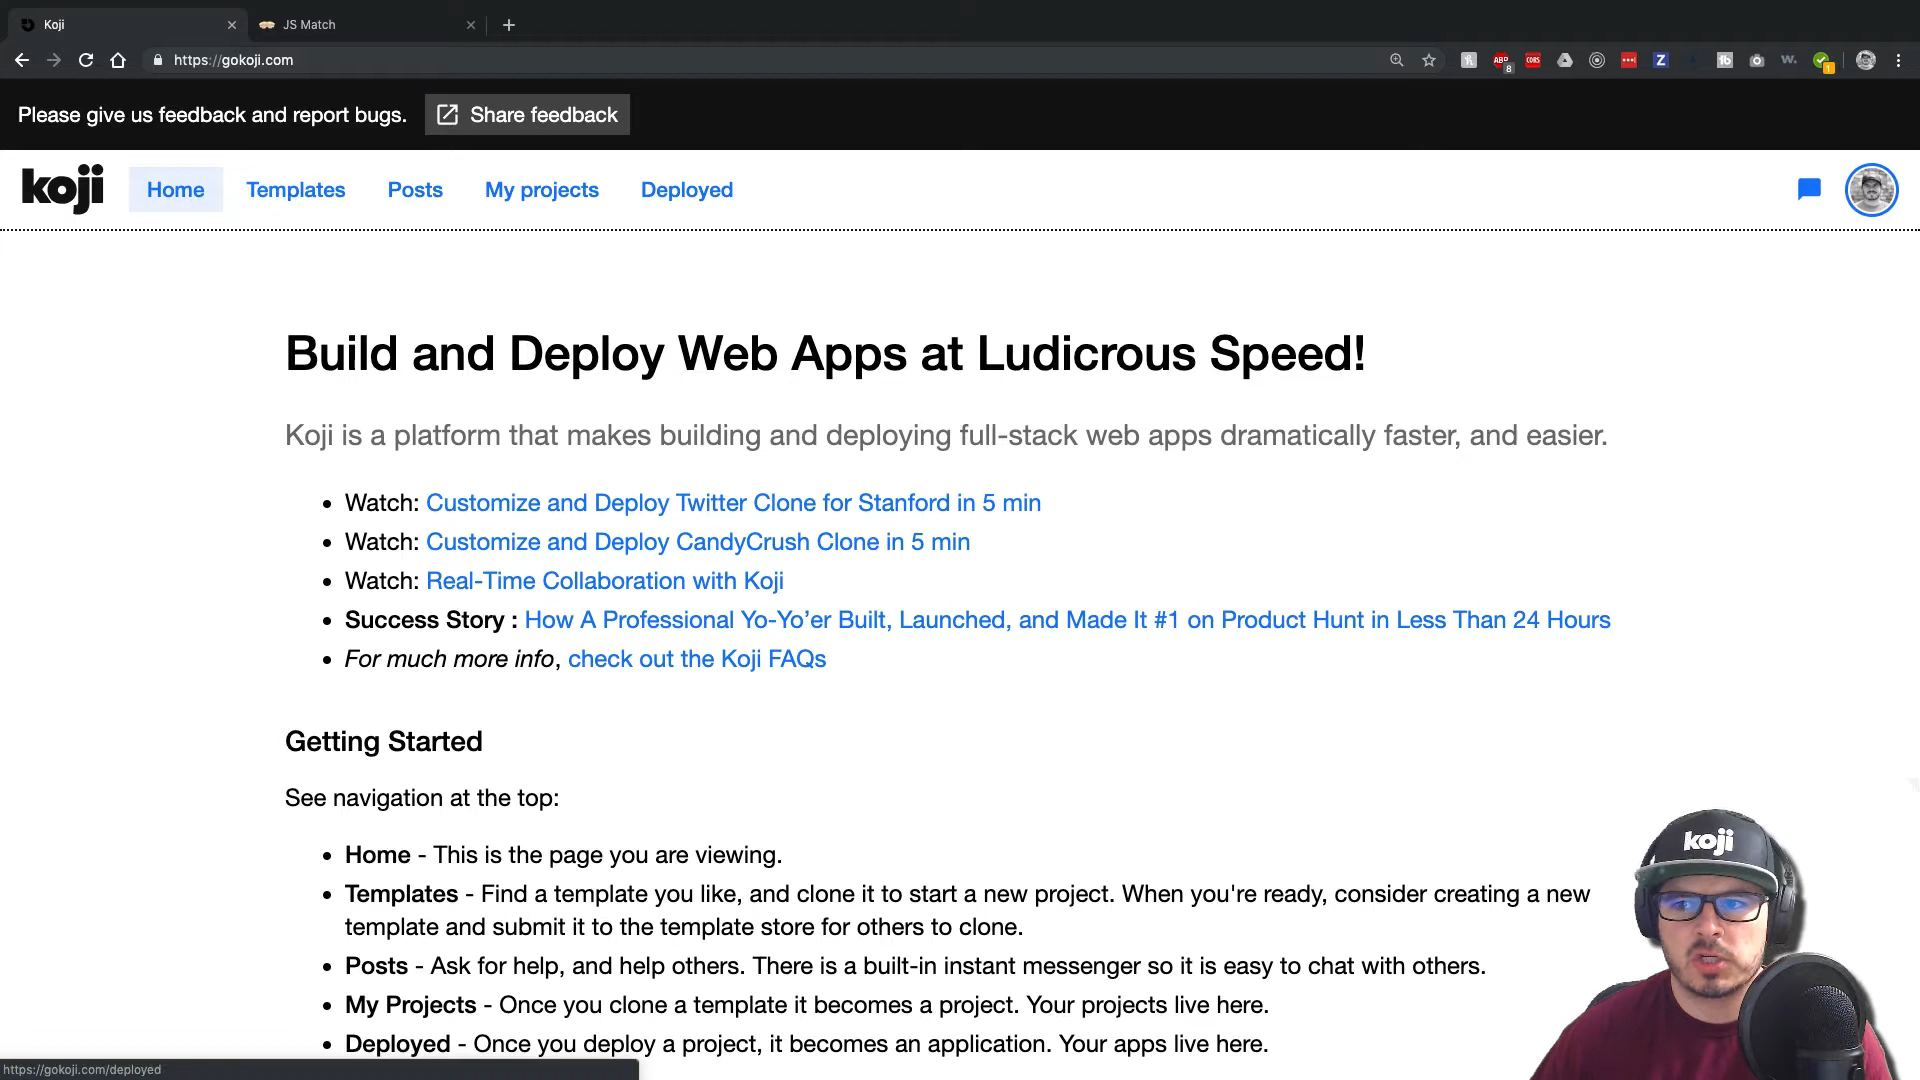 Koji
JS Match
https://gokoji.com
ABP
8
CORS
Z
w.
1
Please give us feedback and report bugs.
Share feedback
koji
Home
Templates
Posts
My projects
Deployed
Build and Deploy Web Apps at Ludicrous Speed!
Koji is a platform that makes building and deploying full-stack web apps dramatically faster, and easier.
• Watch: Customize and Deploy Twitter Clone for Stanford in 5 min
• Watch: Customize and Deploy CandyCrush Clone in 5 min
• Watch: Real-Time Collaboration with Koji
• Success Story : How A Professional Yo-Yo’er Built, Launched, and Made It #1 on Product Hunt in Less Than 24 Hours
• For much more info, check out the Koji FAQs
Getting Started
See navigation at the top:
• Home - This is the page you are viewing.
• Templates - Find a template you like, and clone it to start a new project. When you're ready, consider creating a new
template and submit it to the template store for others to clone.
• Posts - Ask for help, and help others. There is a built-in instant messenger so it is easy to chat with others.
• My Projects - Once you clone a template it becomes a project. Your projects live here.
• Deployed - Once you deploy a project, it becomes an application. Your apps live here.
koji
https://gokoji.com/deployed